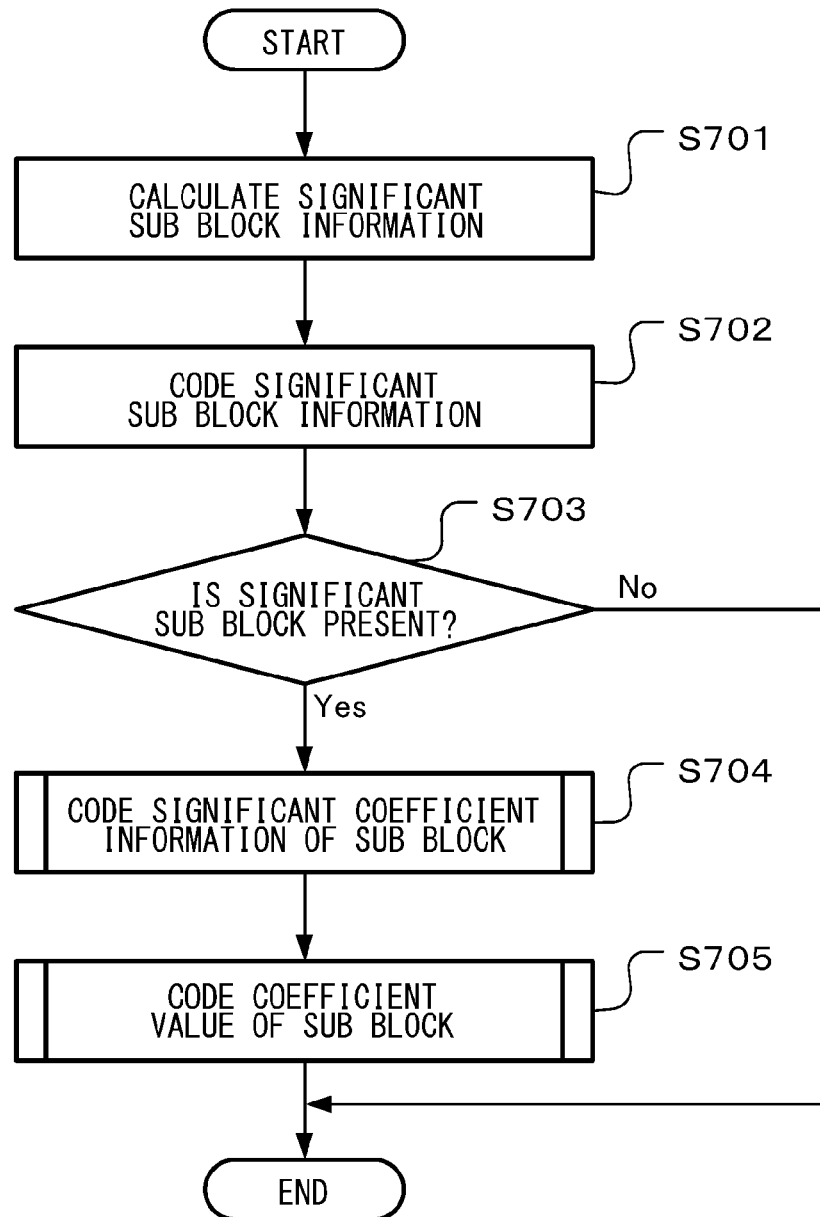 START
S701
CALCULATE SIGNIFICANT
SUB BLOCK INFORMATION
S702
CODE SIGNIFICANT
SUB BLOCK INFORMATION
S703
IS SIGNIFICANT
SUB BLOCK PRESENT?
No
Yes
S704
CODE SIGNIFICANT COEFFICIENT
INFORMATION OF SUB BLOCK
S705
CODE COEFFICIENT
VALUE OF SUB BLOCK
END